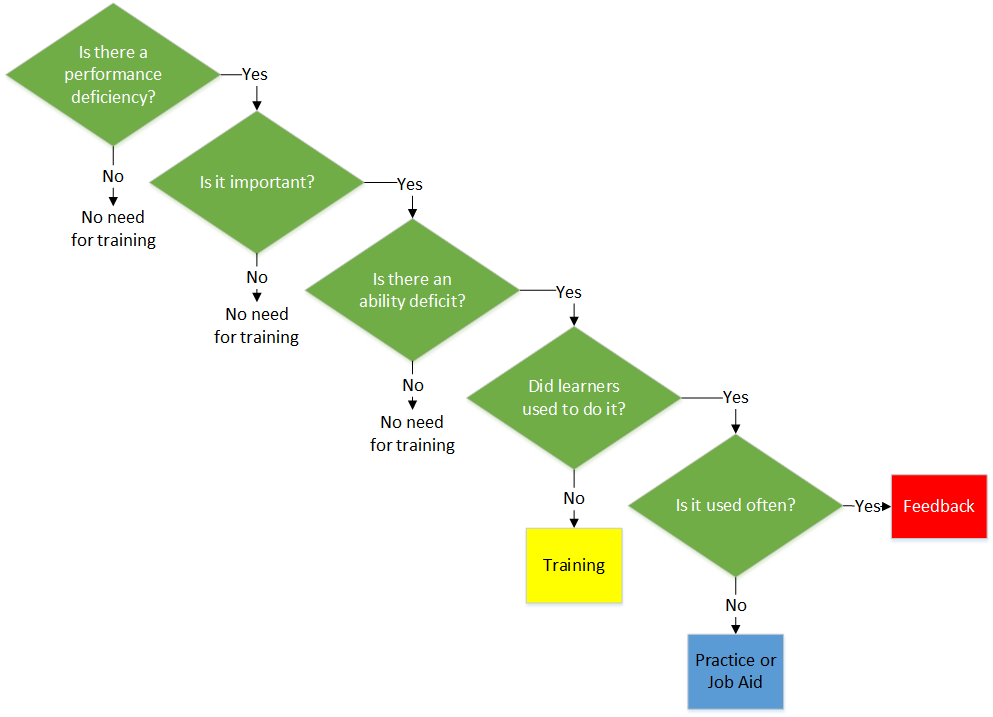 Is there a
performance
deficiency?
Yes
No
No need
for training
Is it important?
Yes
No
No need
for training
Is there an
ability deficit?
Yes
No
No need
for training
Did learners
used to do it?
Yes
No
Training
Is it used often?
Yes
Feedback
No
Practice or
Job Aid